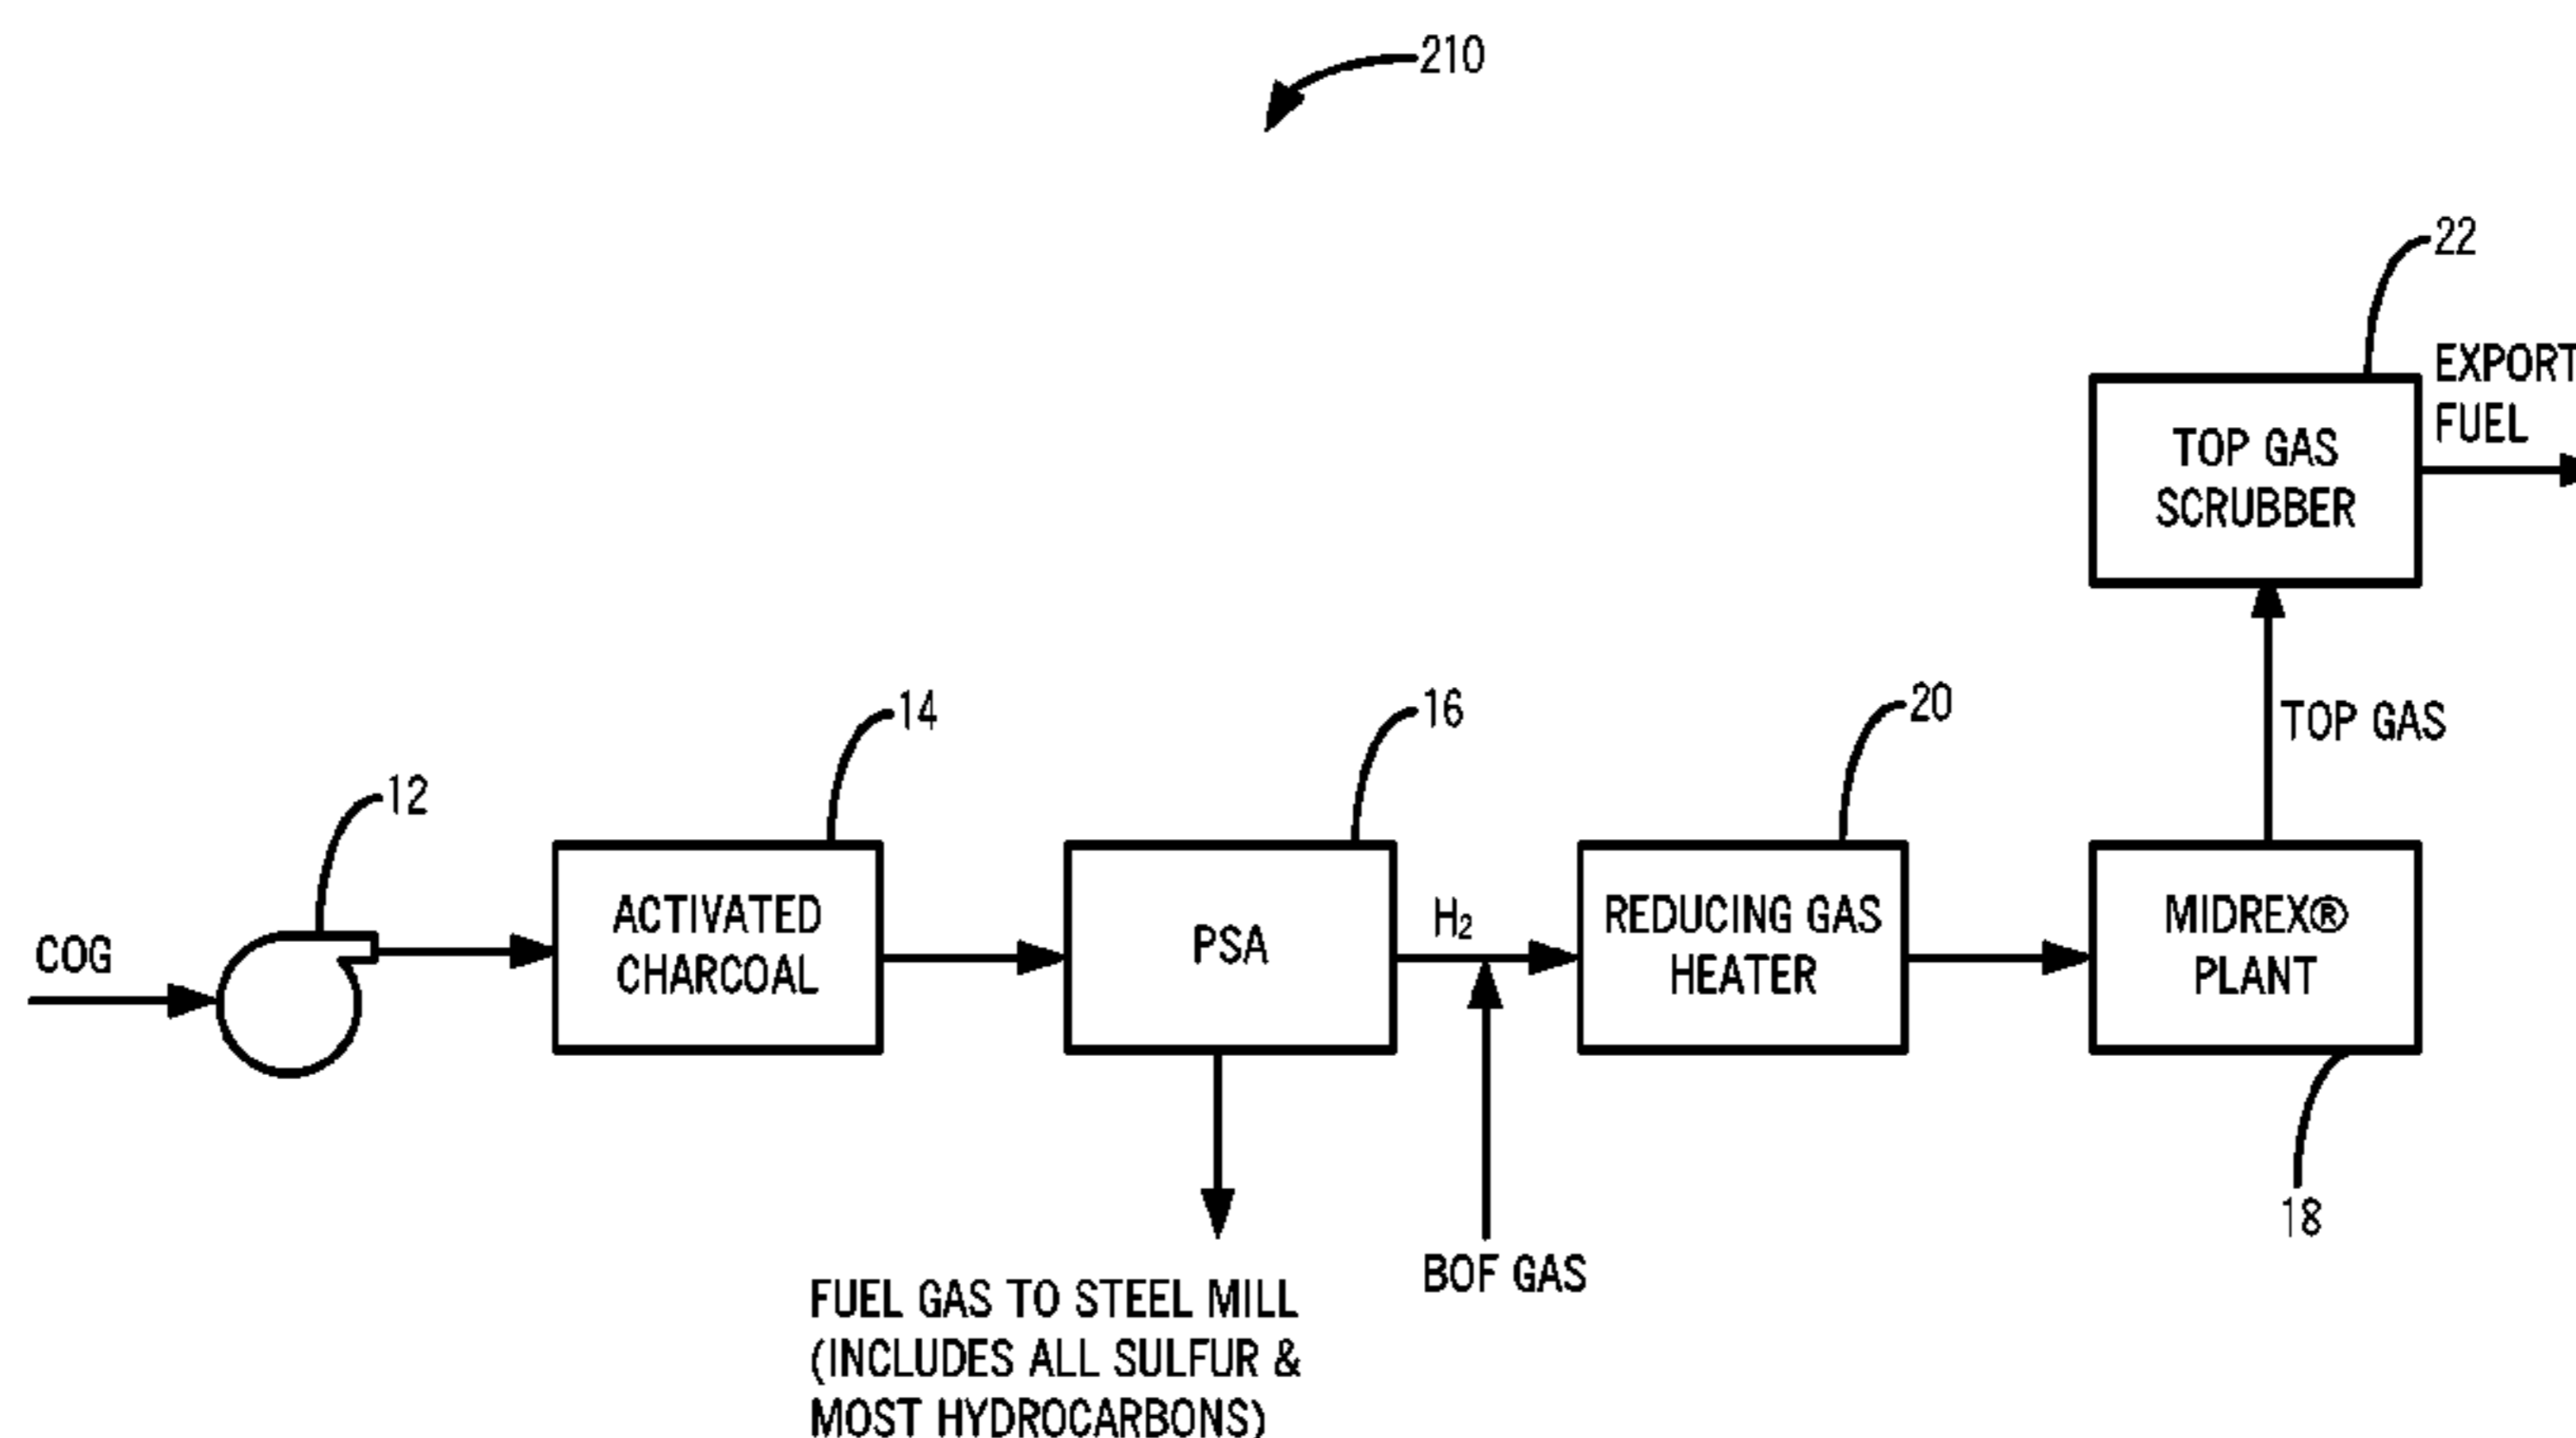 210
22
EXPORT
FUEL
TOP GAS
SCRUBBER
14
16
20
TOP GAS
12
COG
ACTIVATED
CHARCOAL
PSA
H₂
REDUCING GAS
HEATER
MIDREX®
PLANT
18
BOF GAS
FUEL GAS TO STEEL MILL
(INCLUDES ALL SULFUR &
MOST HYDROCARBONS)